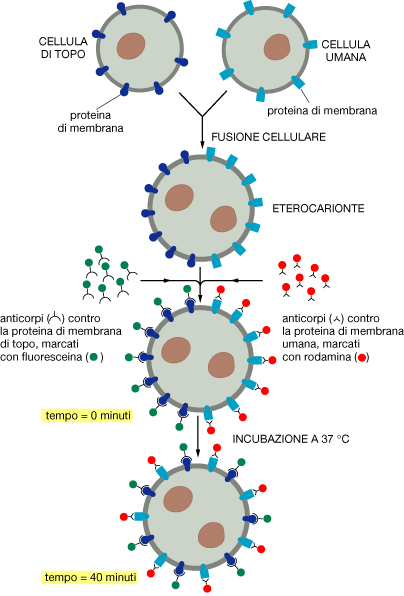 CELLULA
DI TOPO
CELLULA
UMANA
proteina
di membrana
proteina di membrana
FUSIONE CELLULARE
ETEROCARIONTE
anticorpi ( ) contro
la proteina di membrana
di topo, marcati
con fluoresceina ( )
anticorpi ( ) contro
la proteina di membrana
umana, marcati
con rodamina ( )
tempo = 0 minuti
INCUBAZIONE A 37 °C
tempo = 40 minuti